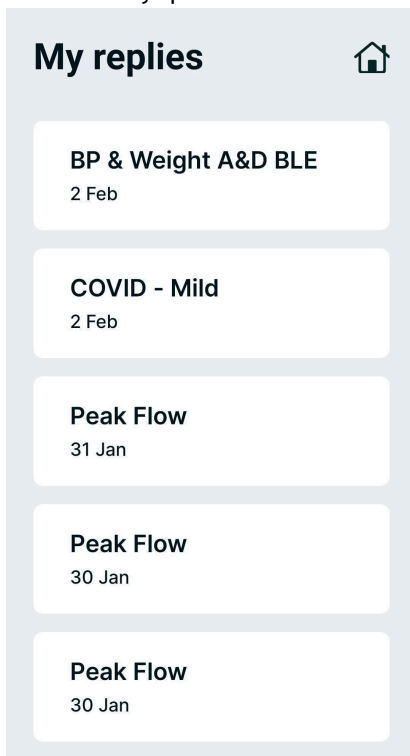 My replies
BP & Weight A&D BLE
2 Feb
COVID - Mild
2 Feb
Peak Flow
31 Jan
Peak Flow
30 Jan
Peak Flow
30 Jan